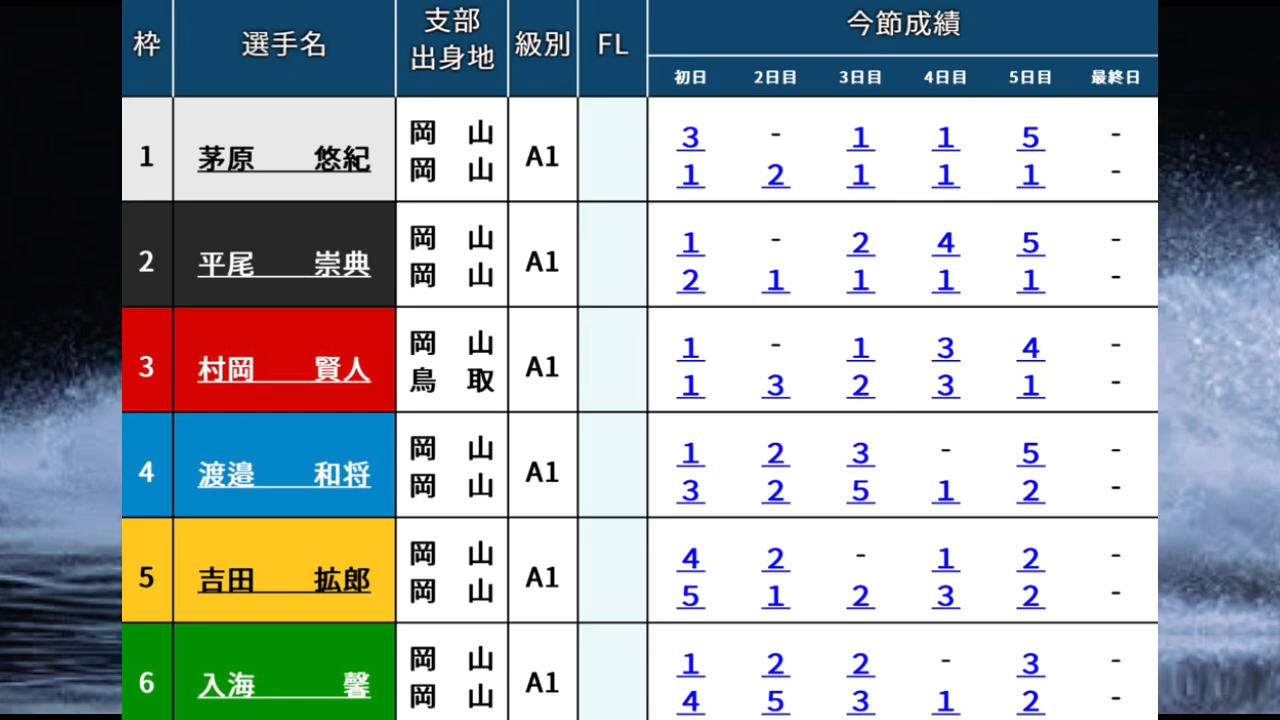 枠 選手名 支部 出身地 級別 FL 今節成績
初日 2日目 3日目 4日目 5日目 最終日
1 茅原 悠紀 岡 山 A1 3 - 1 1 5 -
岡 山 1 2 1 1 1 -
2 平尾 崇典 岡 山 A1 1 - 2 4 5 -
岡 山 2 1 1 1 1 -
3 村岡 賢人 岡 山 A1 1 - 1 3 4 -
鳥 取 1 3 2 3 1 -
4 渡邉 和将 岡 山 A1 1 2 3 - 5 -
岡 山 3 2 5 1 2 -
5 吉田 拡郎 岡 山 A1 4 2 - 1 2 -
岡 山 5 1 2 3 2 -
6 入海 馨 岡 山 A1 1 2 2 - 3 -
岡 山 4 5 3 1 2 -